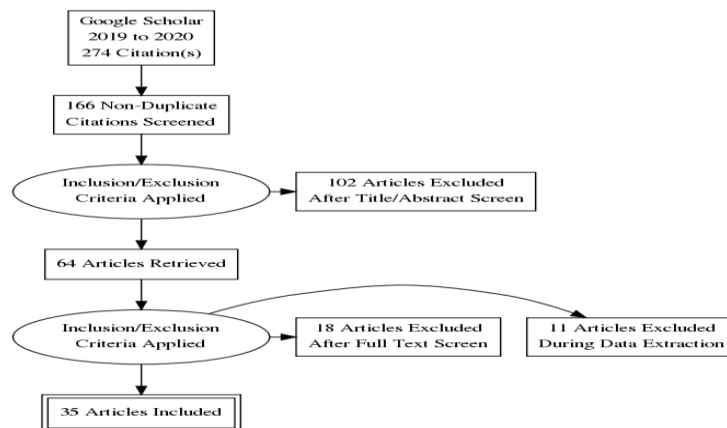 Google Scholar
2019 to 2020
274 Citation(s)
166 Non-Duplicate
Citations Screened
Inclusion/Exclusion
Criteria Applied
102 Articles Excluded
After Title/Abstract Screen
64 Articles Retrieved
Inclusion/Exclusion
Criteria Applied
18 Articles Excluded
After Full Text Screen
11 Articles Excluded
During Data Extraction
35 Articles Included